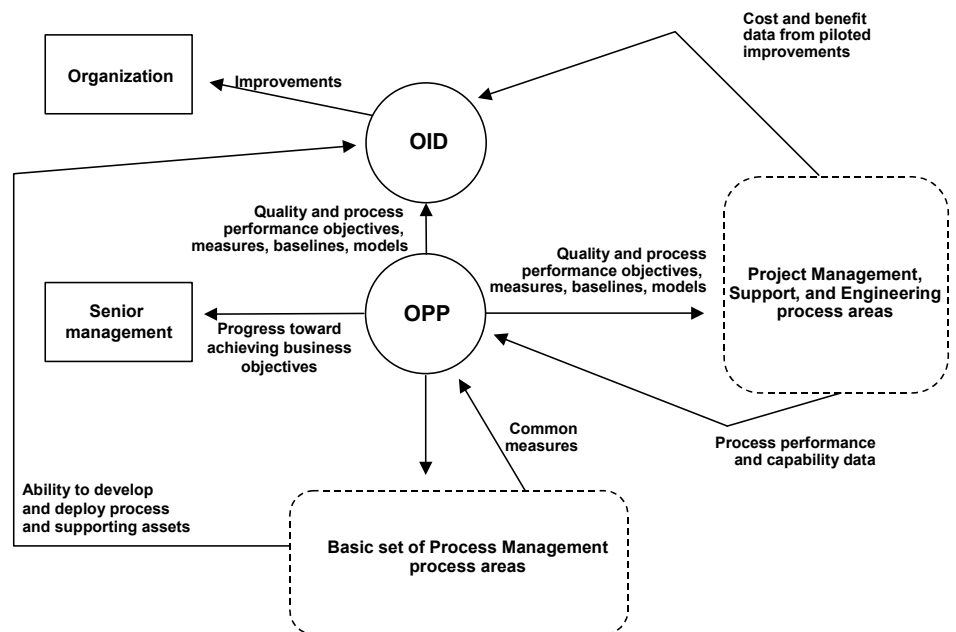 Cost and benefit
data from piloted
improvements
Organization
Improvements
OID
Quality and process
performance objectives,
measures, baselines, models
Quality and process
performance objectives,
measures, baselines, models
Project Management,
Support, and Engineering
process areas
Senior
management
OPP
Progress toward
achieving business
objectives
Common
measures
Process performance
and capability data
Ability to develop
and deploy process
and supporting assets
Basic set of Process Management
process areas